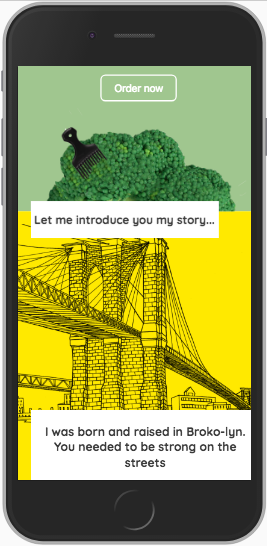 Order now
Let me introduce you my story...
I was born and raised in Broko-lyn.
You needed to be strong on the
streets